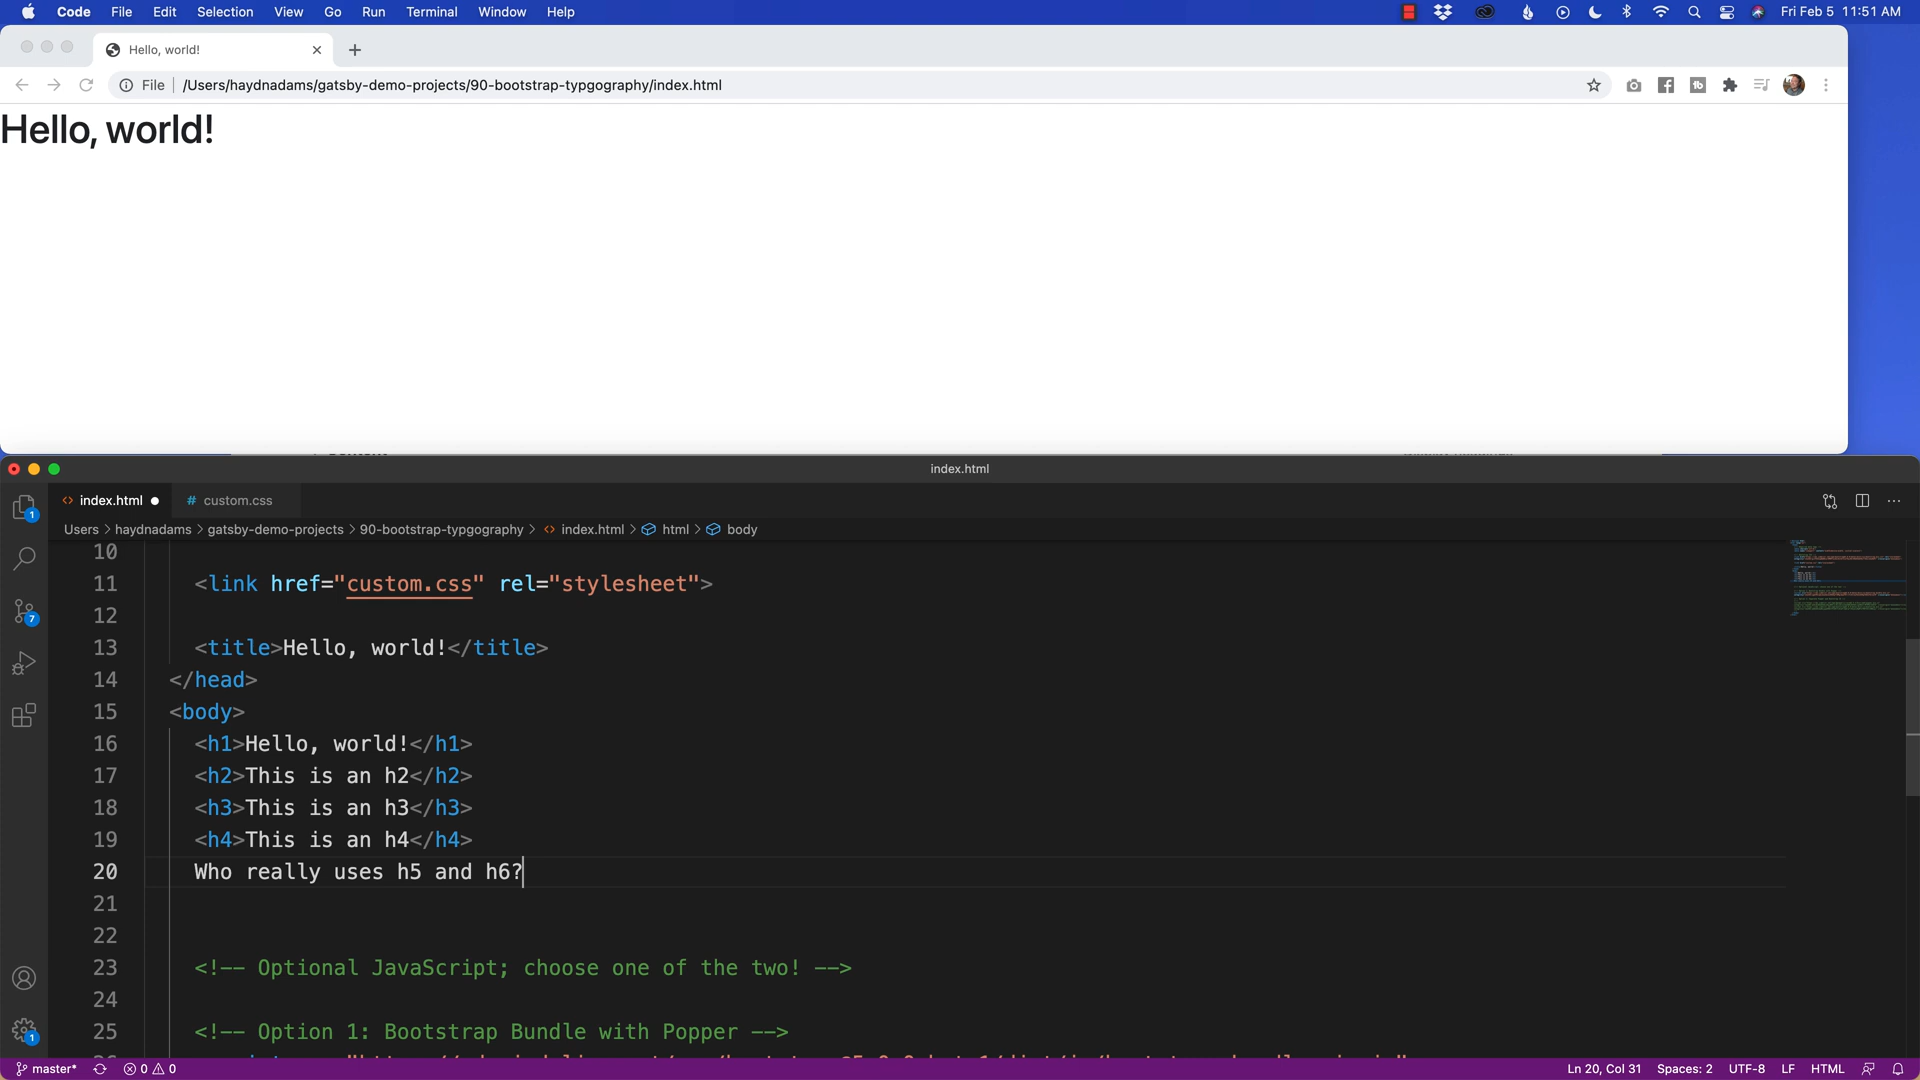 Code File Edit Selection View Go Run Terminal Window Help Fri Feb 5 11:51 AM
Hello, world!
File /Users/haydnadams/gatsby-demo-projects/90-bootstrap-typgography/index.html
Hello, world!
index.html
index.html custom.css
Users > haydnadams > gatsby-demo-projects > 90-bootstrap-typgography > index.html > html > body
10
11 <link href="custom.css" rel="stylesheet">
12
13 <title>Hello, world!</title>
14 </head>
15 <body>
16 <h1>Hello, world!</h1>
17 <h2>This is an h2</h2>
18 <h3>This is an h3</h3>
19 <h4>This is an h4</h4>
20 Who really uses h5 and h6?
21
22
23 <!-- Optional JavaScript; choose one of the two! -->
24
25 <!-- Option 1: Bootstrap Bundle with Popper -->
master* 0 0 Ln 20, Col 31 Spaces: 2 UTF-8 LF HTML